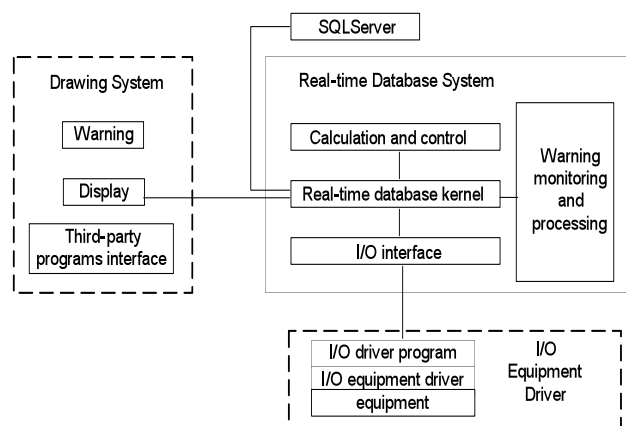 SQLServer
Drawing System
Warning
Display
Third-party
programs interface
Real-time Database System
Calculation and control
Real-time database kernel
I/O interface
Warning
monitoring
and
processing
I/O driver program
I/O equipment driver
equipment
I/O
Equipment
Driver